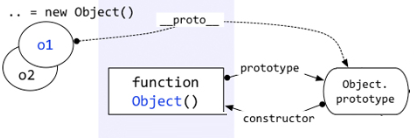 .. = new Object()
__proto__
o1
o2
function
Object()
prototype
constructor
Object.
prototype